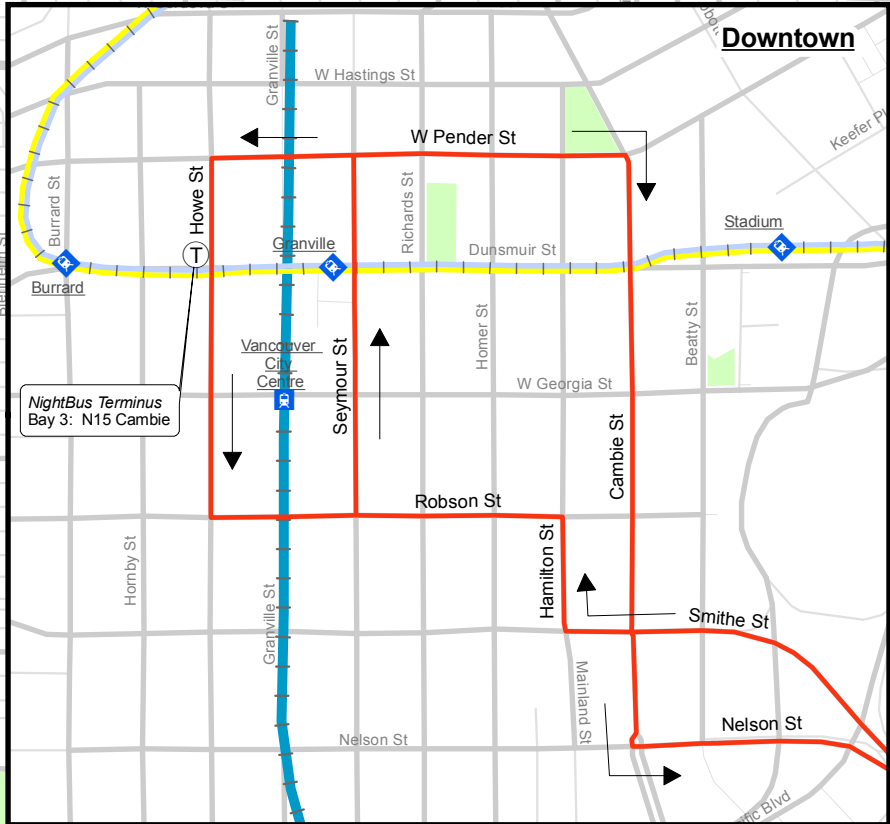 Downtown
Granville St
W Hastings St
W Pender St
Keefer Pl
Burrard St
Howe St
Richards St
Stadium
T
Granville
Dunsmuir St
Burrard
Vancouver
City
Centre
Seymour St
Homer St
Beatty St
NightBus Terminus
Bay 3: N15 Cambie
W Georgia St
Cambie St
Robson St
Hornby St
Hamilton St
Granville St
Smithe St
Mainland St
Nelson St
Nelson St
ific Blvd